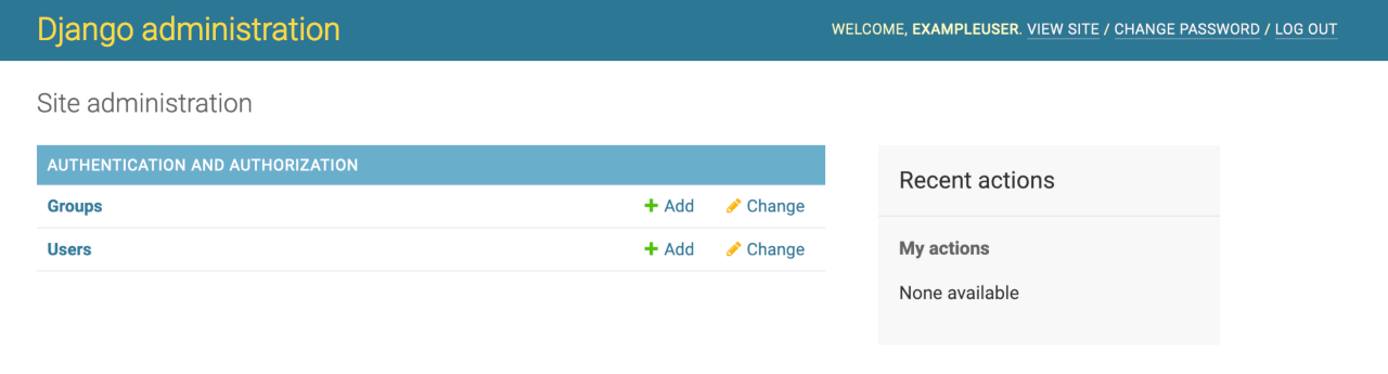 Django administration
WELCOME, EXAMPLEUSER. VIEW SITE / CHANGE PASSWORD / LOG OUT
Site administration
AUTHENTICATION AND AUTHORIZATION
Groups Add Change
Users Add Change
Recent actions
My actions
None available